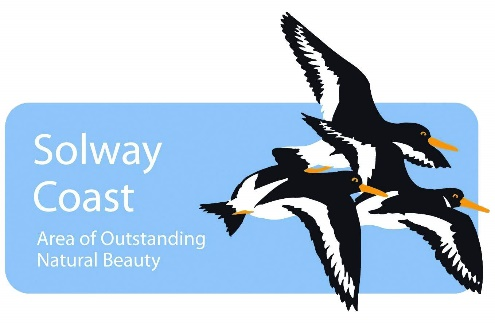 Solway
Coast
Area of Outstanding
Natural Beauty